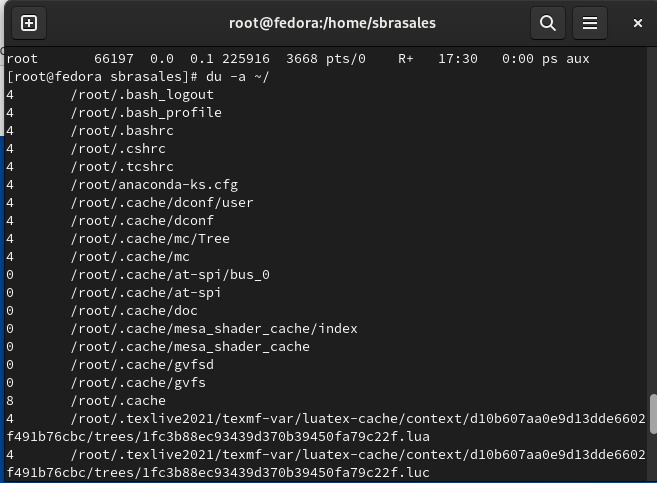 root@fedora:/home/sbrasales
root 66197 0.0 0.1 225916 3668 pts/0 R+ 17:30 0:00 ps aux
[root@fedora sbrasales]# du -a ~/
4 /root/.bash_logout
4 /root/.bash_profile
4 /root/.bashrc
4 /root/.cshrc
4 /root/.tcshrc
4 /root/anaconda-ks.cfg
4 /root/.cache/dconf/user
4 /root/.cache/dconf
4 /root/.cache/mc/Tree
4 /root/.cache/mc
0 /root/.cache/at-spi/bus_0
0 /root/.cache/at-spi
0 /root/.cache/doc
0 /root/.cache/mesa_shader_cache/index
0 /root/.cache/mesa_shader_cache
0 /root/.cache/gvfsd
0 /root/.cache/gvfs
8 /root/.cache
4 /root/.texlive2021/texmf-var/luatex-cache/context/d10b607aa0e9d13dde6602
f491b76cbc/trees/1fc3b88ec93439d370b39450fa79c22f.lua
4 /root/.texlive2021/texmf-var/luatex-cache/context/d10b607aa0e9d13dde6602
f491b76cbc/trees/1fc3b88ec93439d370b39450fa79c22f.luc